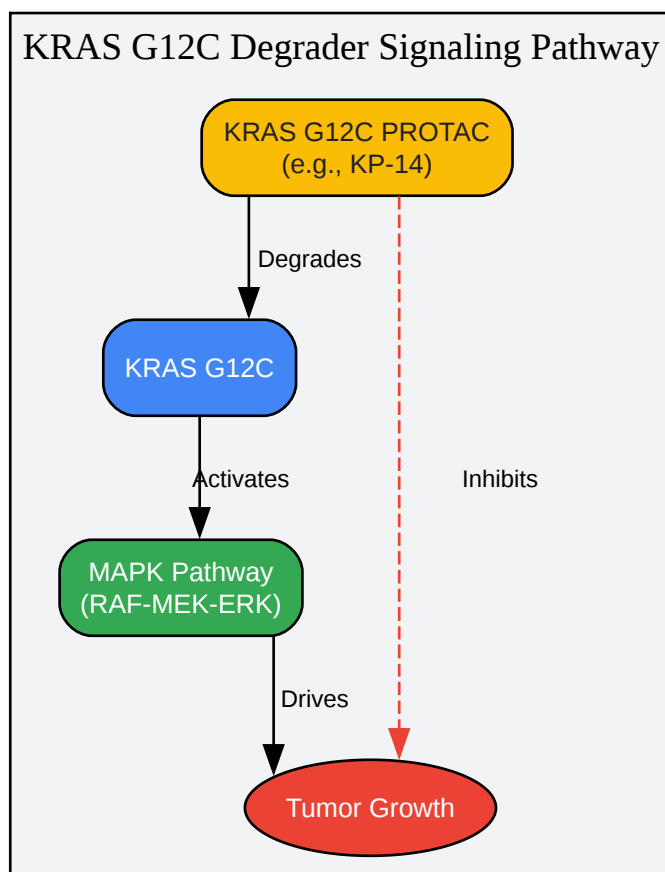 KRAS G12C Degrader Signaling Pathway
KRAS G12C PROTAC
(e.g., KP-14)
Degrades
KRAS G12C
Activates
Inhibits
MAPK Pathway
(RAF-MEK-ERK)
Drives
Tumor Growth